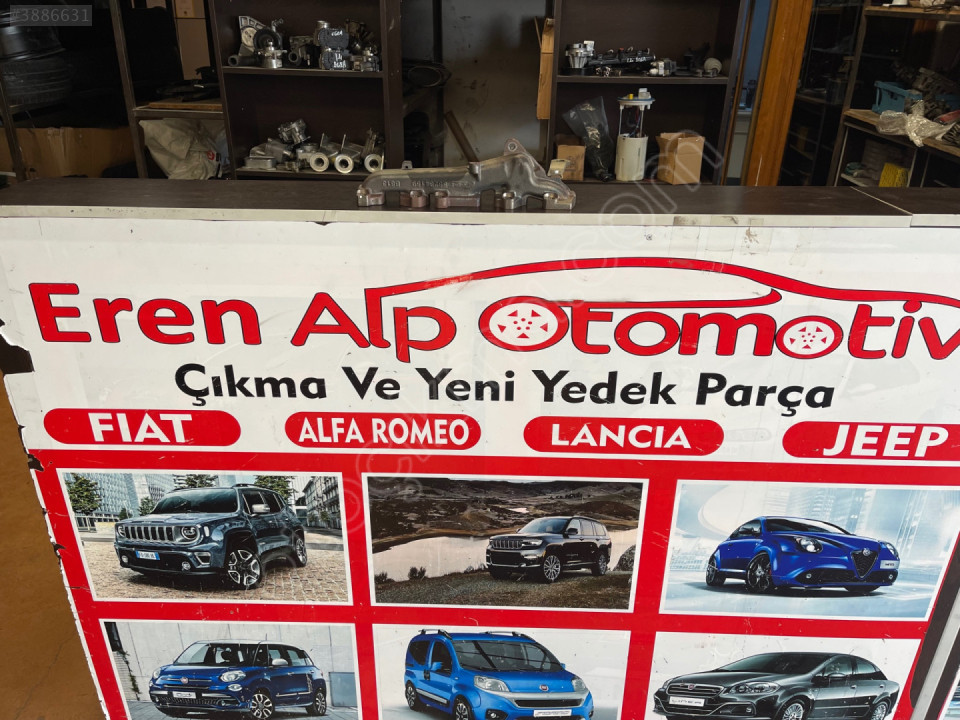 #3886631
Eren Alp Otomotiv
Çıkma Ve Yeni Yedek Parça
FIAT ALFA ROMEO LANCIA JEEP